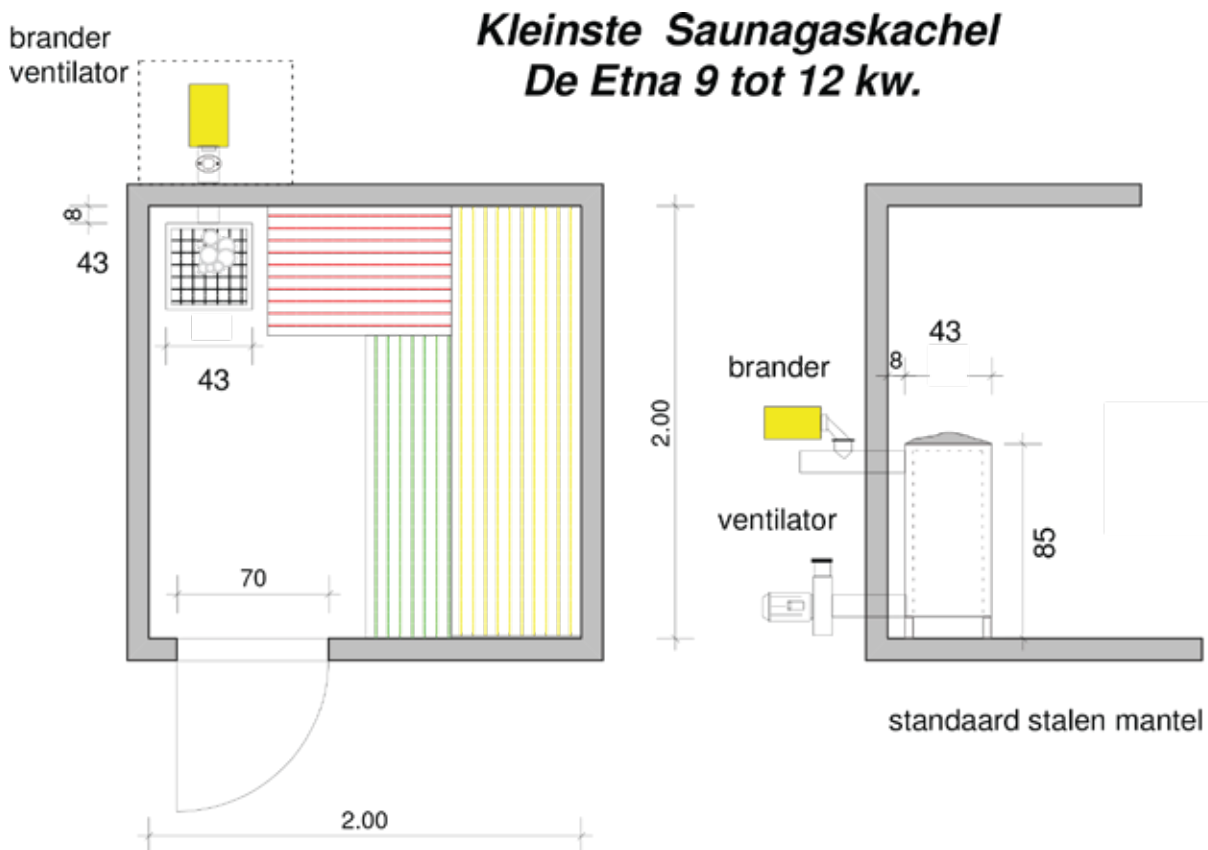 Kleinste Saunagaskachel
De Etna 9 tot 12 kw.
brander
ventilator
8
43
43
70
2.00
2.00
43
8
brander
ventilator
85
standaard stalen mantel